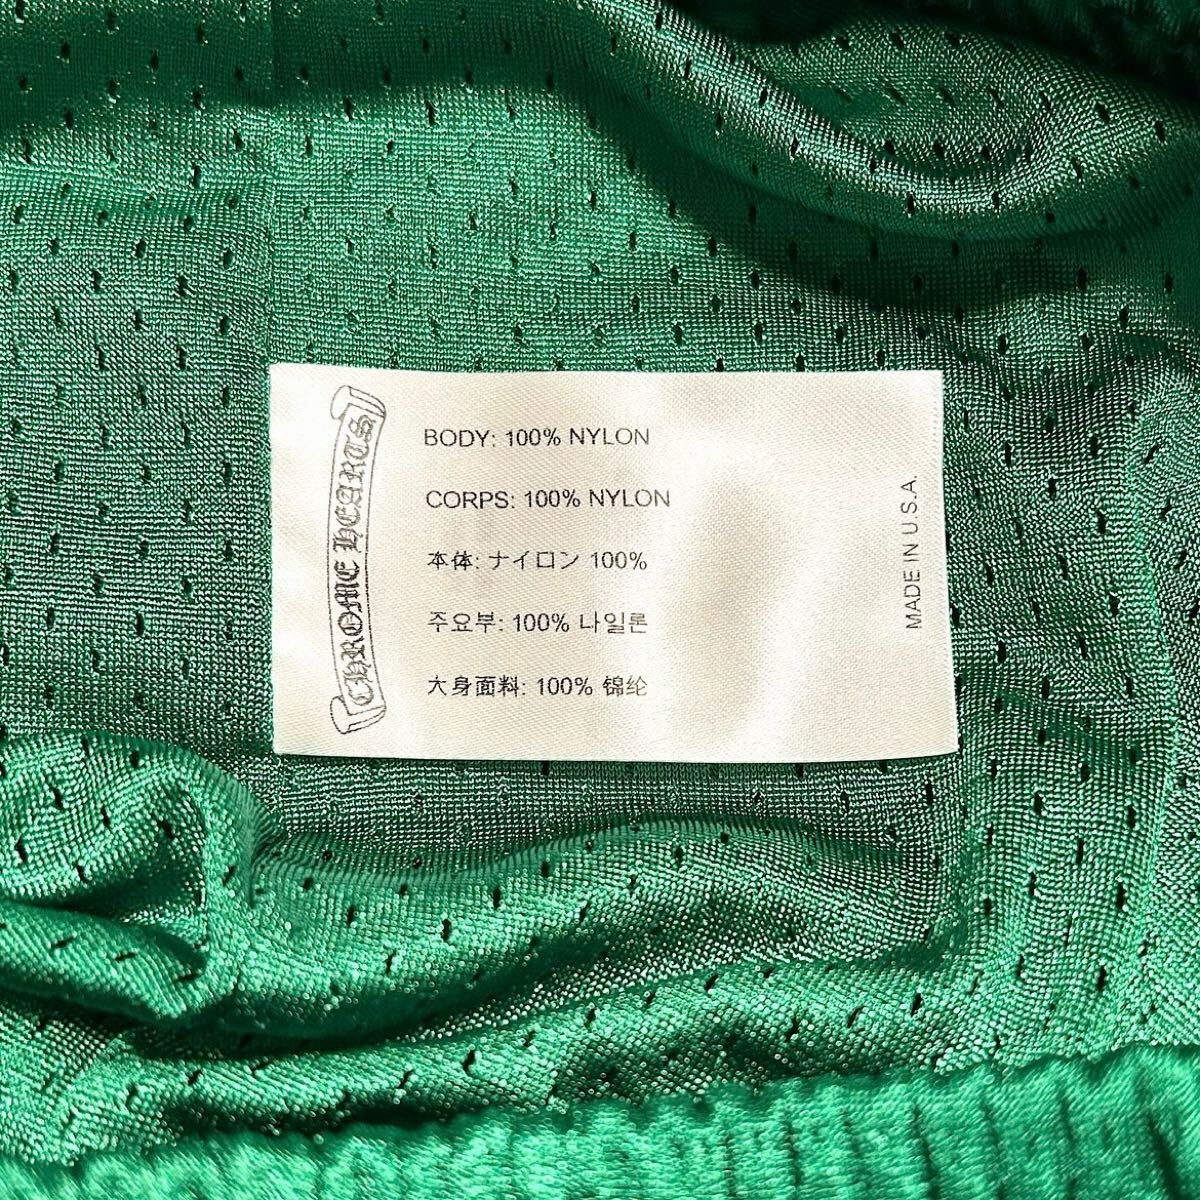 CHROME HEARTS
BODY: 100% NYLON
CORPS: 100% NYLON
本体: ナイロン 100%
주요부: 100% 나일론
大身面料: 100% 锦纶
MADE IN U.S.A.